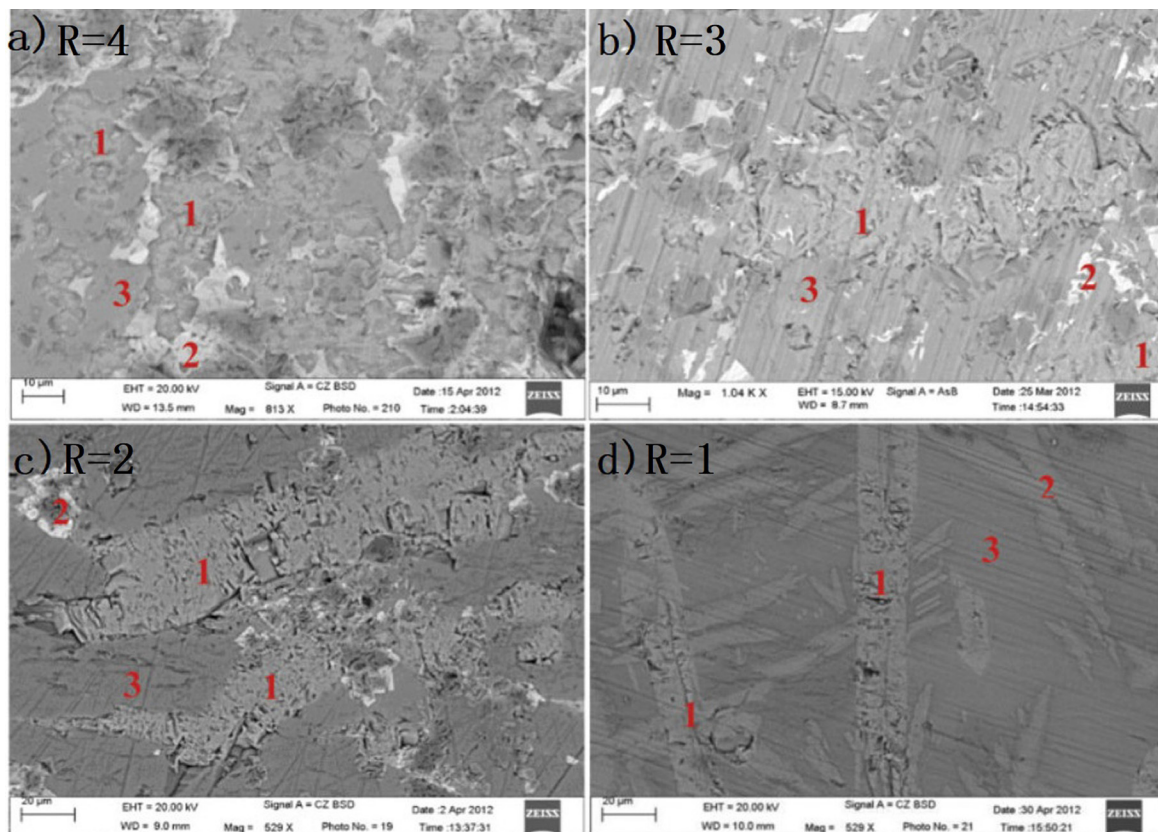 a) R=4
1
1
3
2
10 µm
EHT = 20.00 kV
Signal A = CZ BSD
Date :15 Apr 2012
WD = 13.5 mm
Mag = 813 X
Photo No. = 210
Time :2:04:39
ZEISS
b) R=3
1
3
2
1
10 µm
Mag = 1.04 K X
EHT = 15.00 kV
Signal A = AsB
Date :25 Mar 2012
WD = 8.7 mm
Time :14:54:33
ZEISS
c) R=2
2
1
3
1
20 µm
EHT = 20.00 kV
Signal A = CZ BSD
Date :2 Apr 2012
WD = 9.0 mm
Mag = 529 X
Photo No. = 19
Time :13:37:31
ZEISS
d) R=1
2
3
1
1
20 µm
EHT = 20.00 kV
Signal A = CZ BSD
Date :30 Apr 2012
WD = 10.0 mm
Mag = 529 X
Photo No. = 21
Time :15:50:21
ZEISS